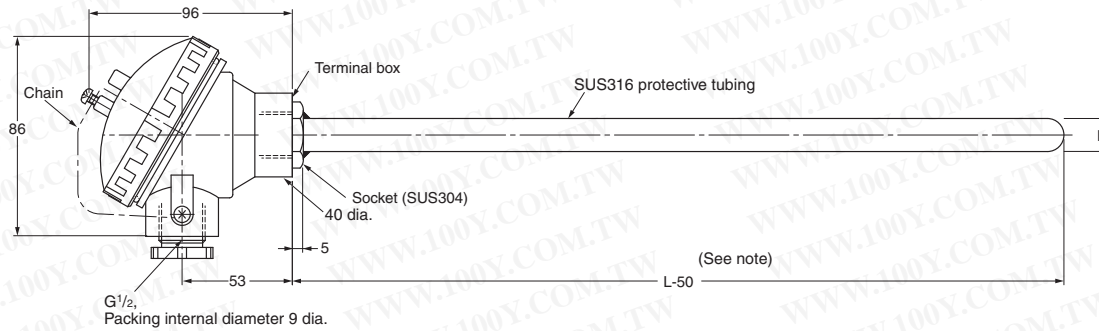 96
Terminal box
SUS316 protective tubing
Chain
86
Socket (SUS304)
40 dia.
5
(See note)
53
L-50
G1/2,
Packing internal diameter 9 dia.
WWW.100Y.COM.TW